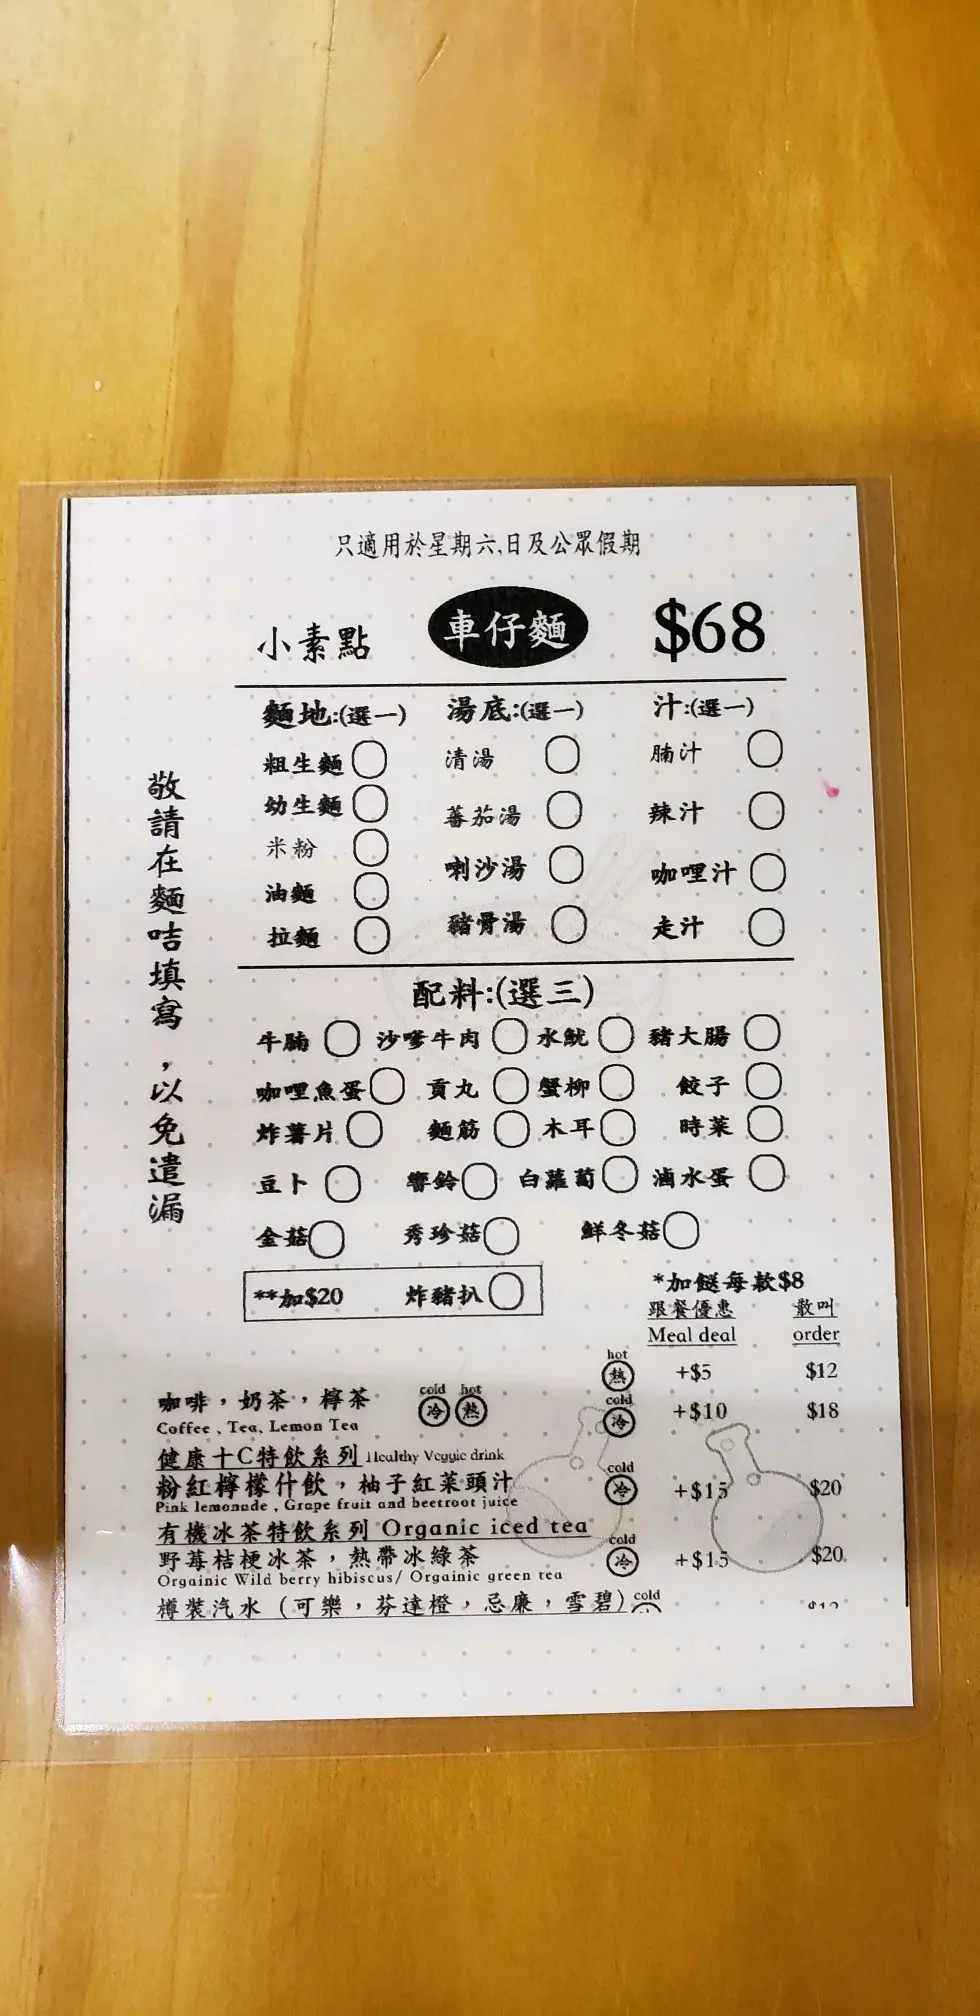 只適用於星期六,日及公眾假期
小素點 車仔麵 $68
敬請在麵咭填寫，以免遺漏
麵地:(選一) 湯底:(選一) 汁:(選一)
粗生麵 清湯 腩汁
幼生麵 蕃茄湯 辣汁
米粉 喇沙湯 咖哩汁
油麵 豬骨湯 走汁
拉麵
配料:(選三)
牛腩 沙嗲牛肉 水魷 豬大腸
咖哩魚蛋 貢丸 蟹柳 餃子
炸薯片 麵筋 木耳 時菜
豆卜 響鈴 白蘿蔔 滷水蛋
金菇 秀珍菇 鮮冬菇
**加$20 炸豬扒
*加餸每款$8
跟餐優惠 散叫
Meal deal order
hot
熱 +$5 $12
咖啡，奶茶，檸茶 cold 冷 hot 熱
cold
冷 +$10 $18
Coffee , Tea, Lemon Tea
健康十C特飲系列 Healthy Veggie drink
粉紅檸檬什飲，柚子紅菜頭汁 cold 冷 +$15 $20
Pink lemonade , Grape fruit and beetroot juice
有機冰茶特飲系列 Organic iced tea
野莓桔梗冰茶，熱帶冰綠茶 cold 冷 +$15 $20
Orgainic Wild berry hibiscus/ Orgainic green tea
樽裝汽水 (可樂，芬達橙，忌廉，雪碧) cold